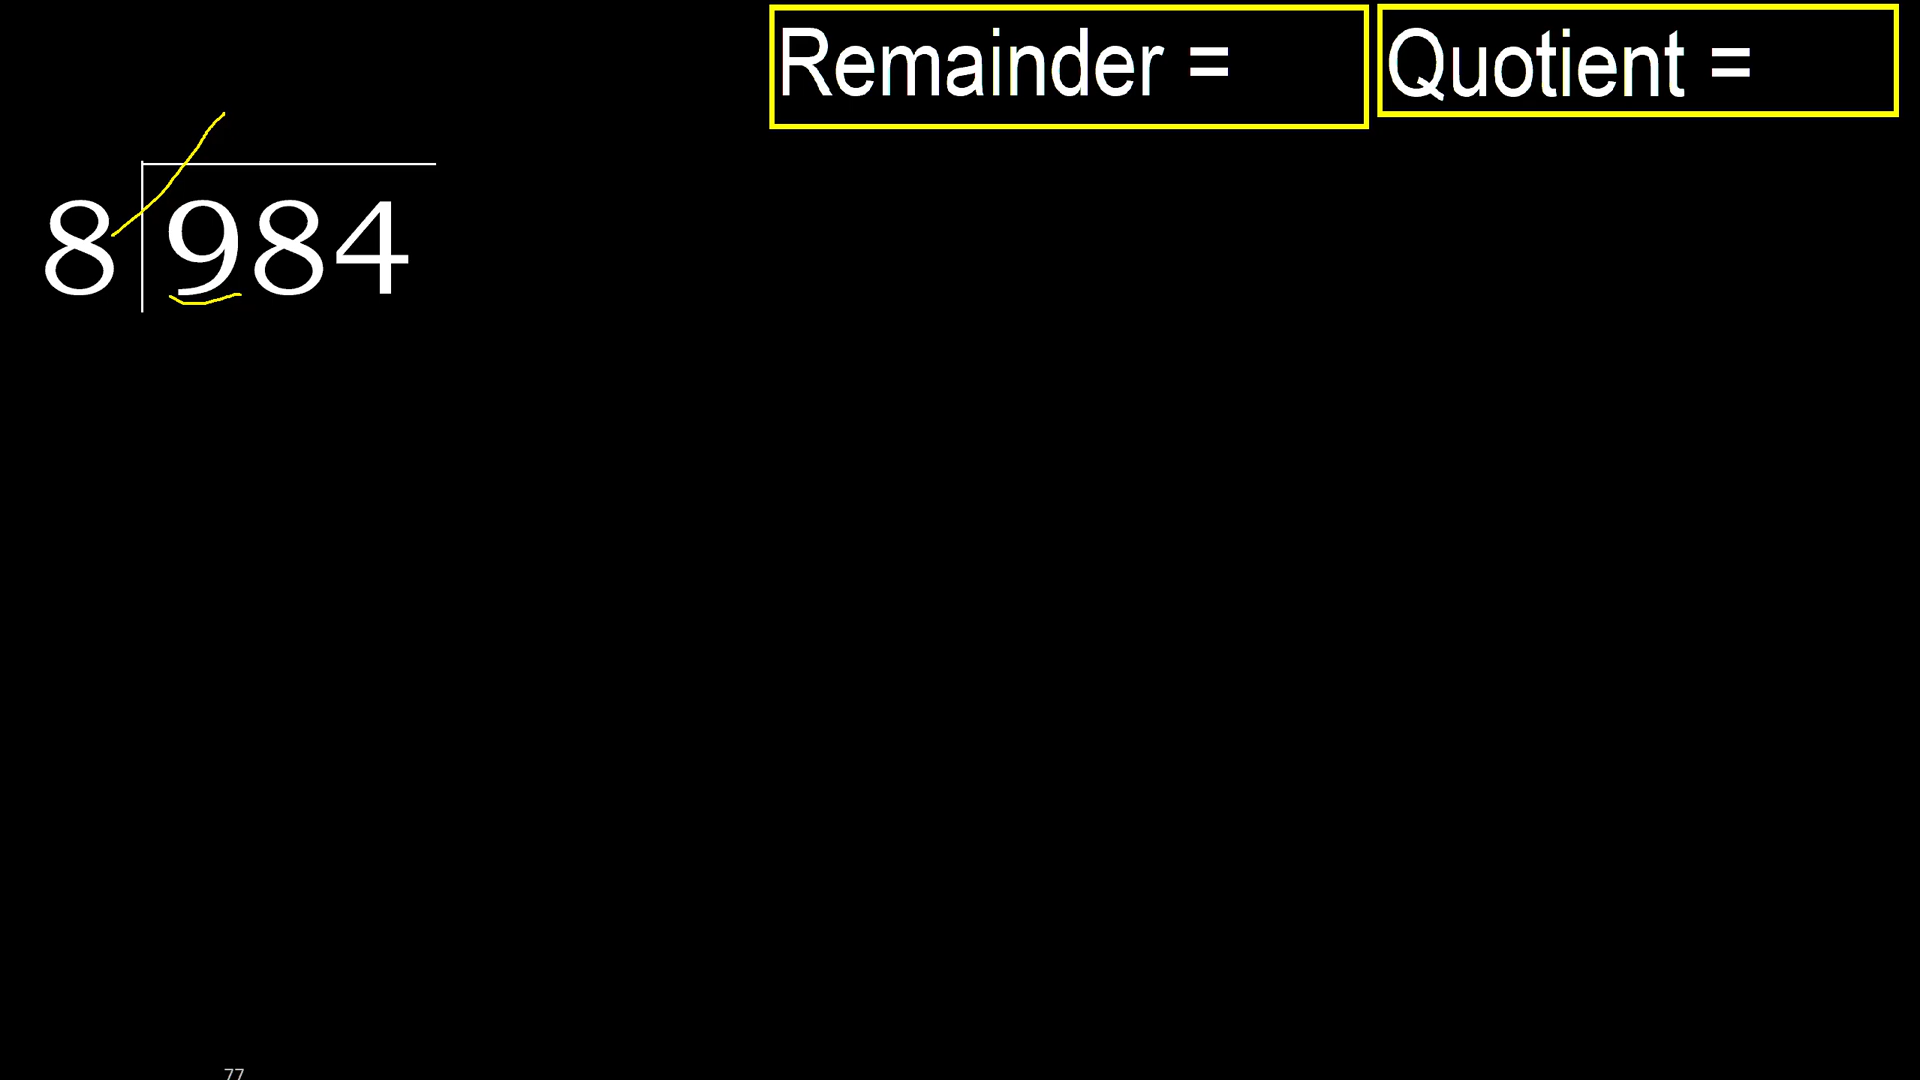 Remainder = Quotient =
8 984
77